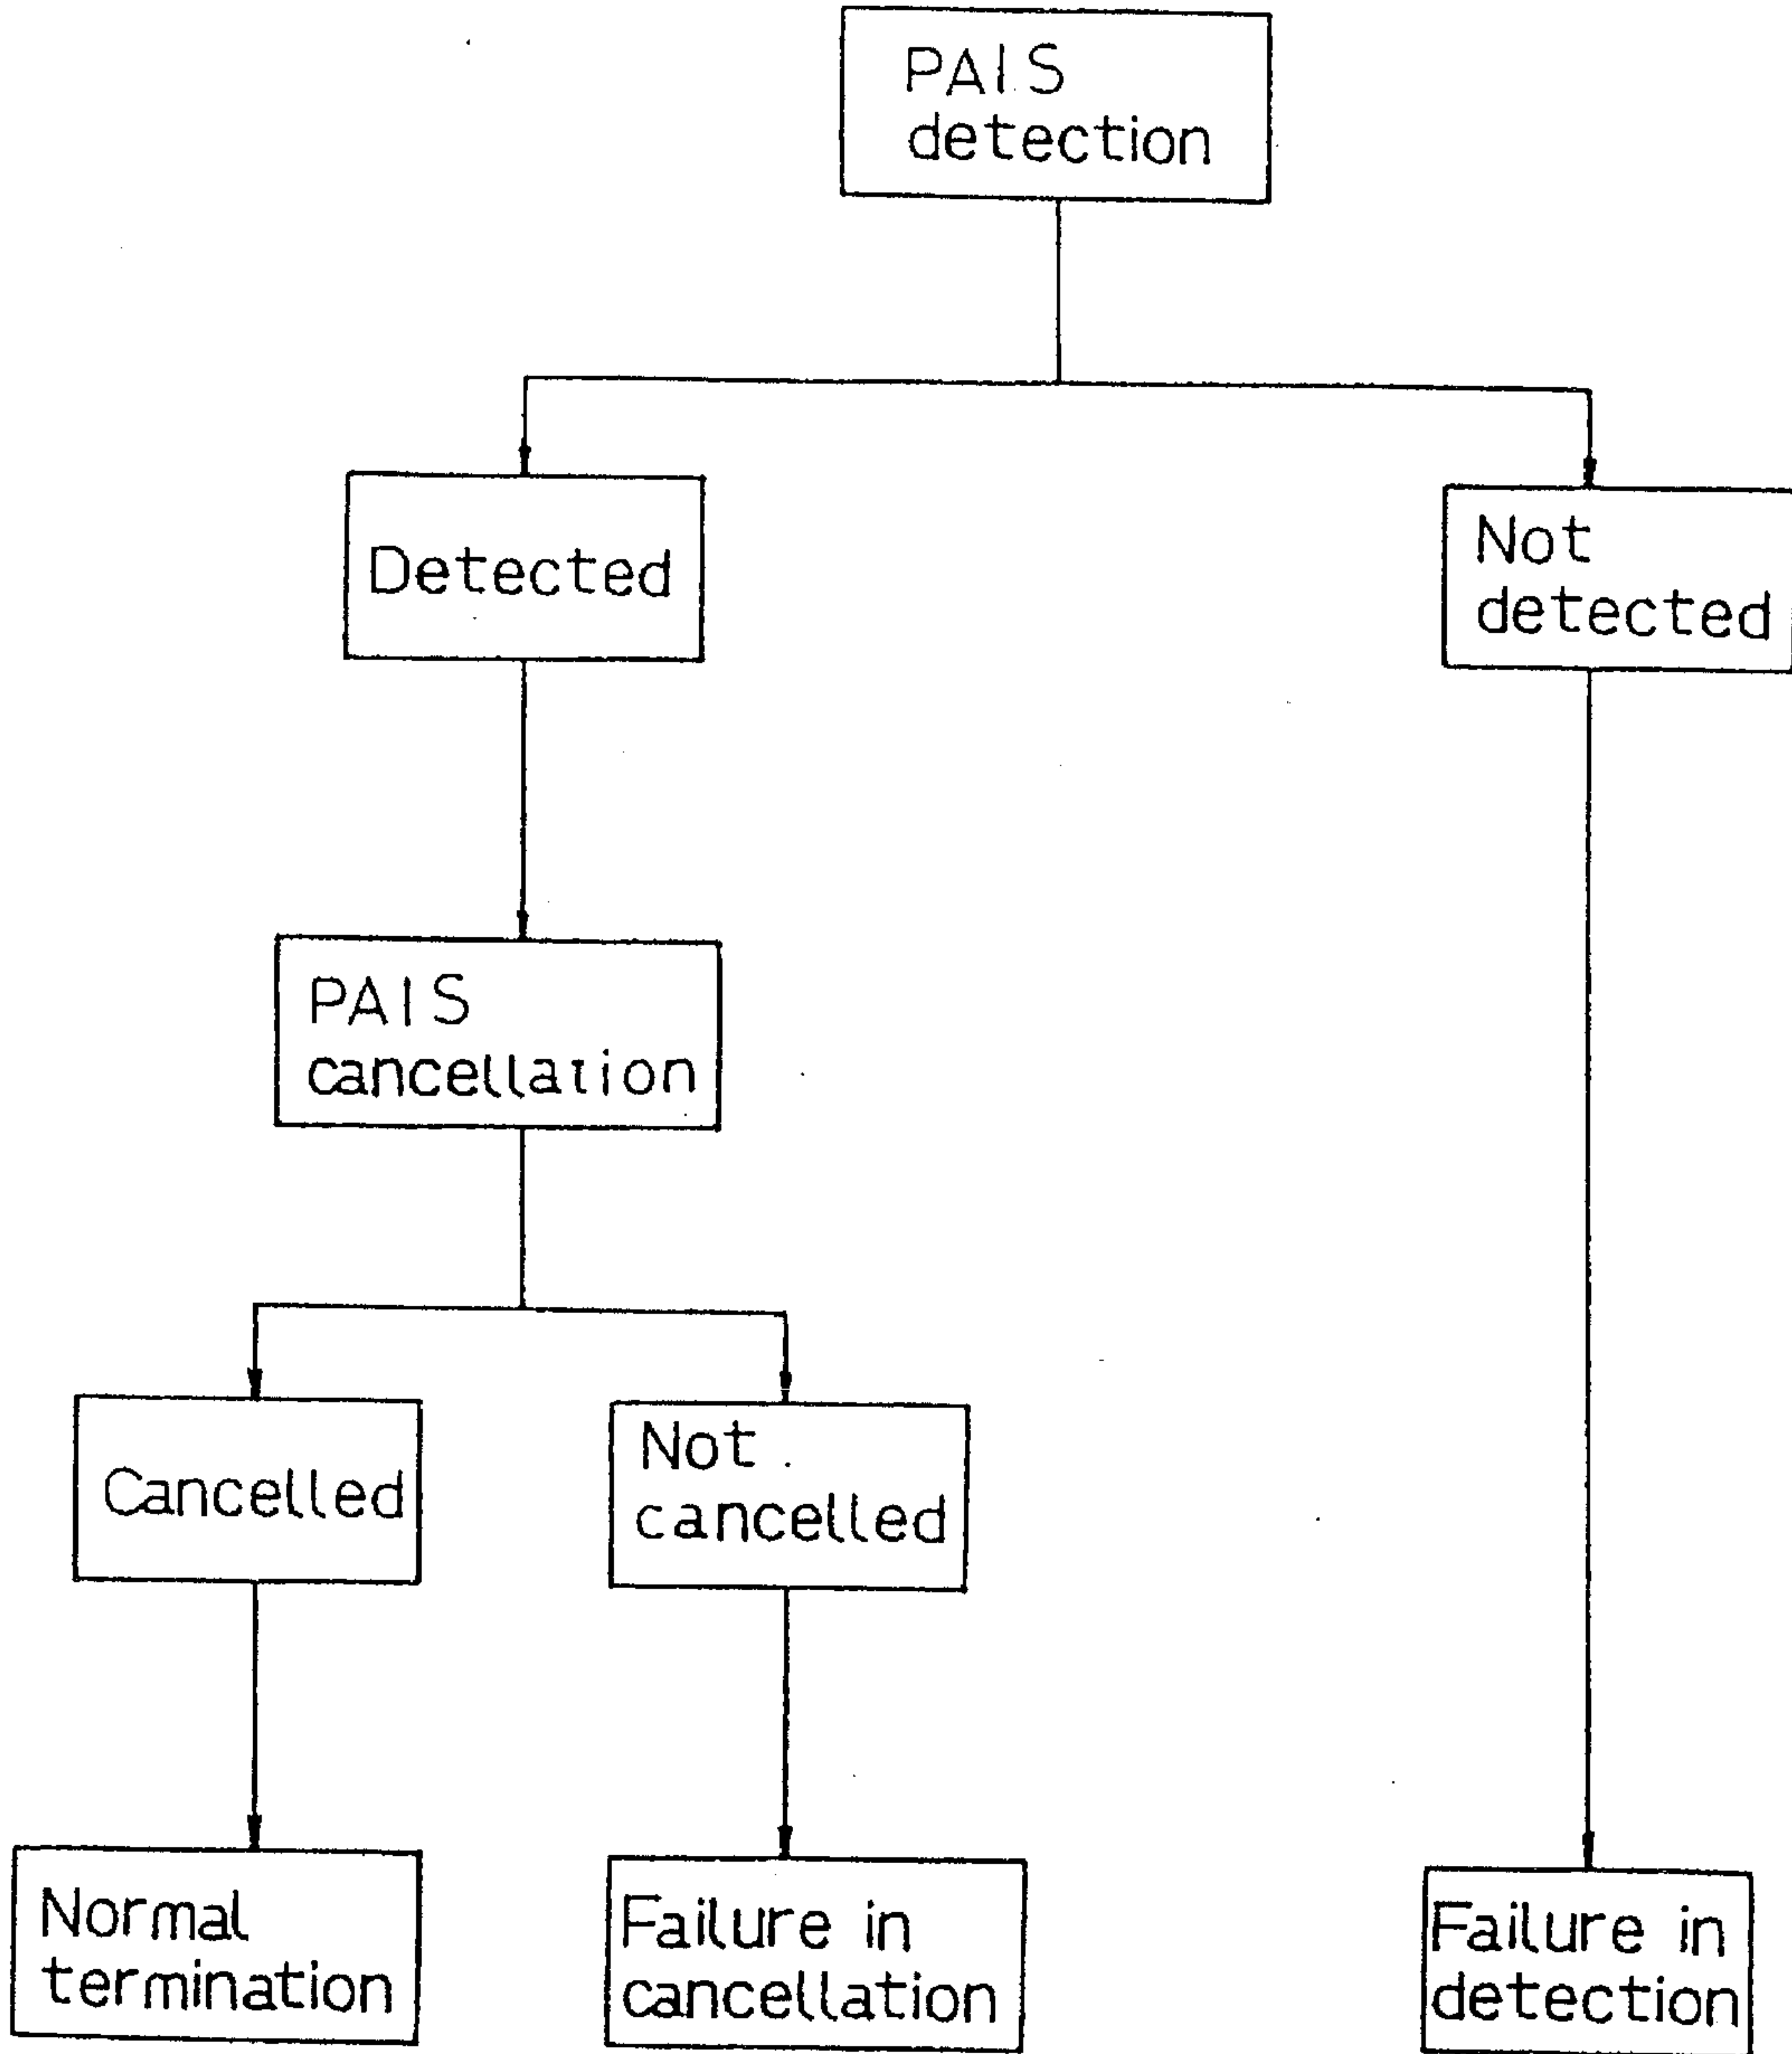 PAIS
detection
Detected
Not
detected
PAIS
cancellation
Cancelled
Not
cancelled
Normal
termination
Failure in
cancellation
Failure in
detection